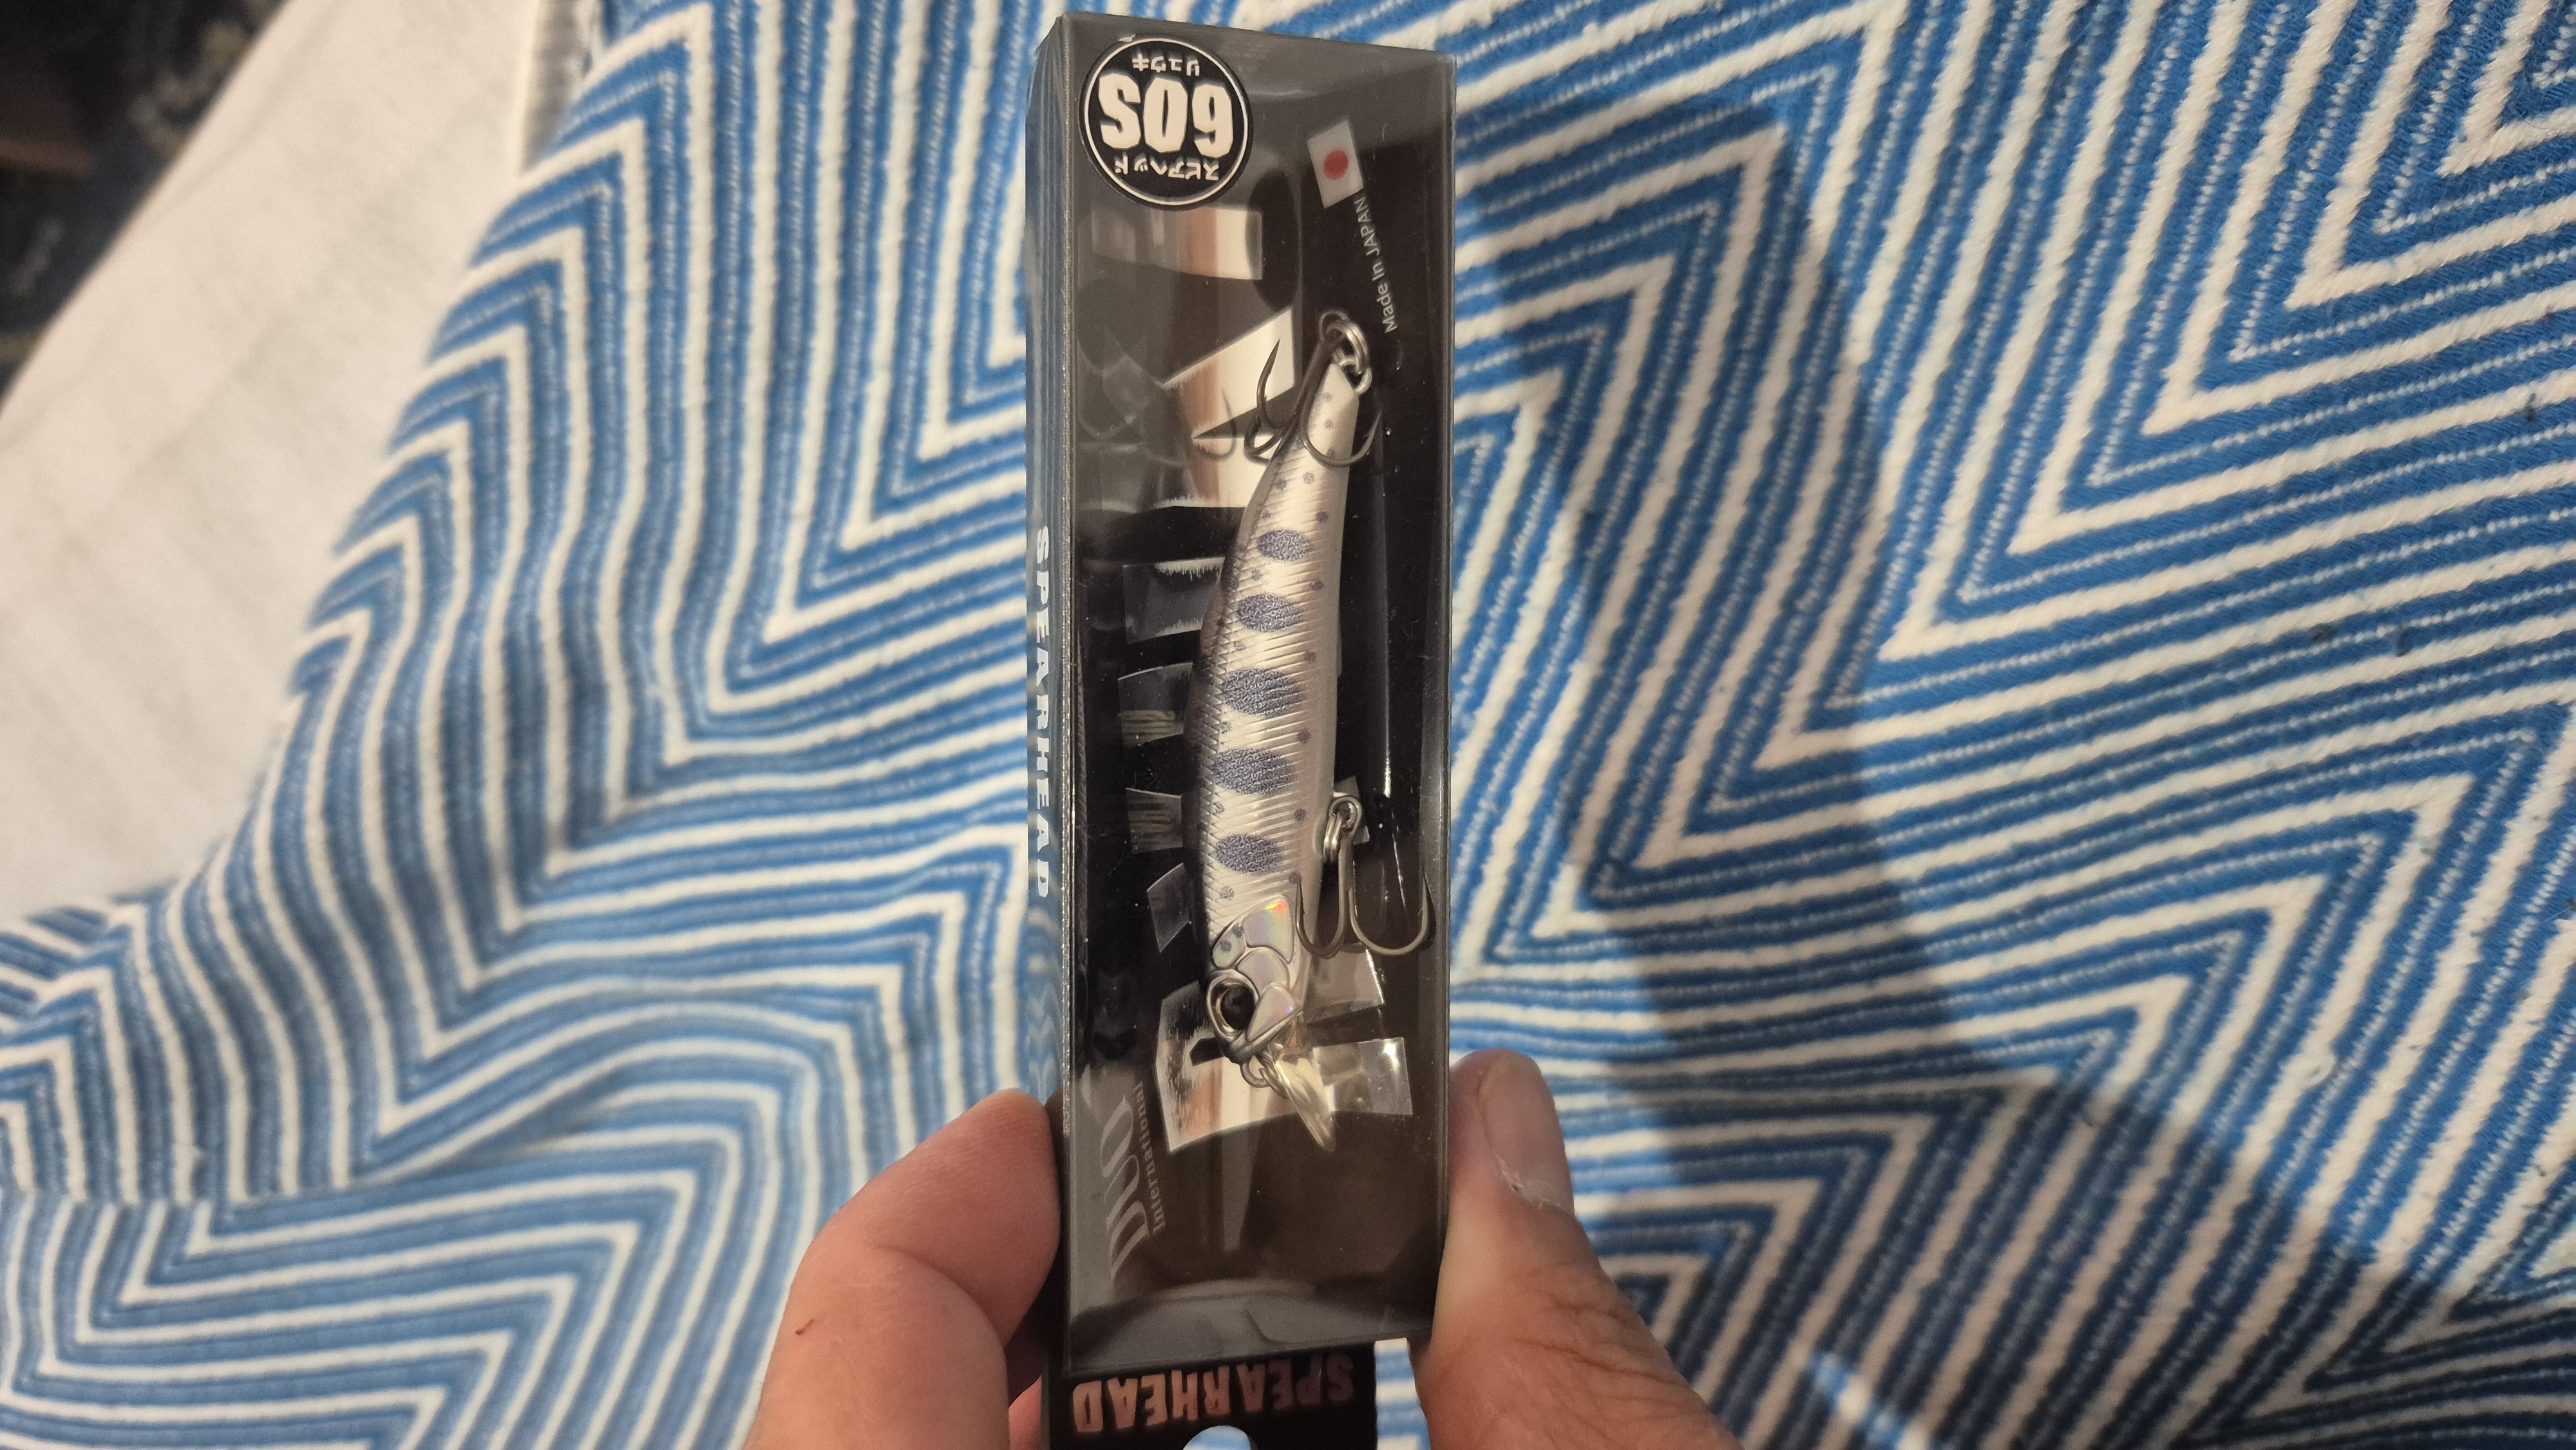 スピアヘッド
60S
リュウキ
Made in JAPAN
SPEARHEAD
DUO
International
SPEARHEAD